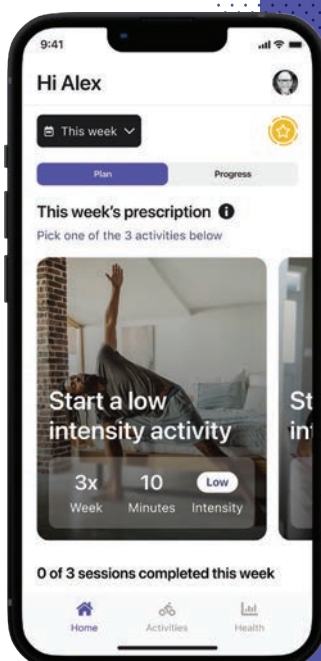 9:41
Hi Alex
This week
Plan Progress
This week's prescription
Pick one of the 3 activities below
Start a low
intensity activity
3x 10 Low
Week Minutes Intensity
0 of 3 sessions completed this week
Home Activities Health